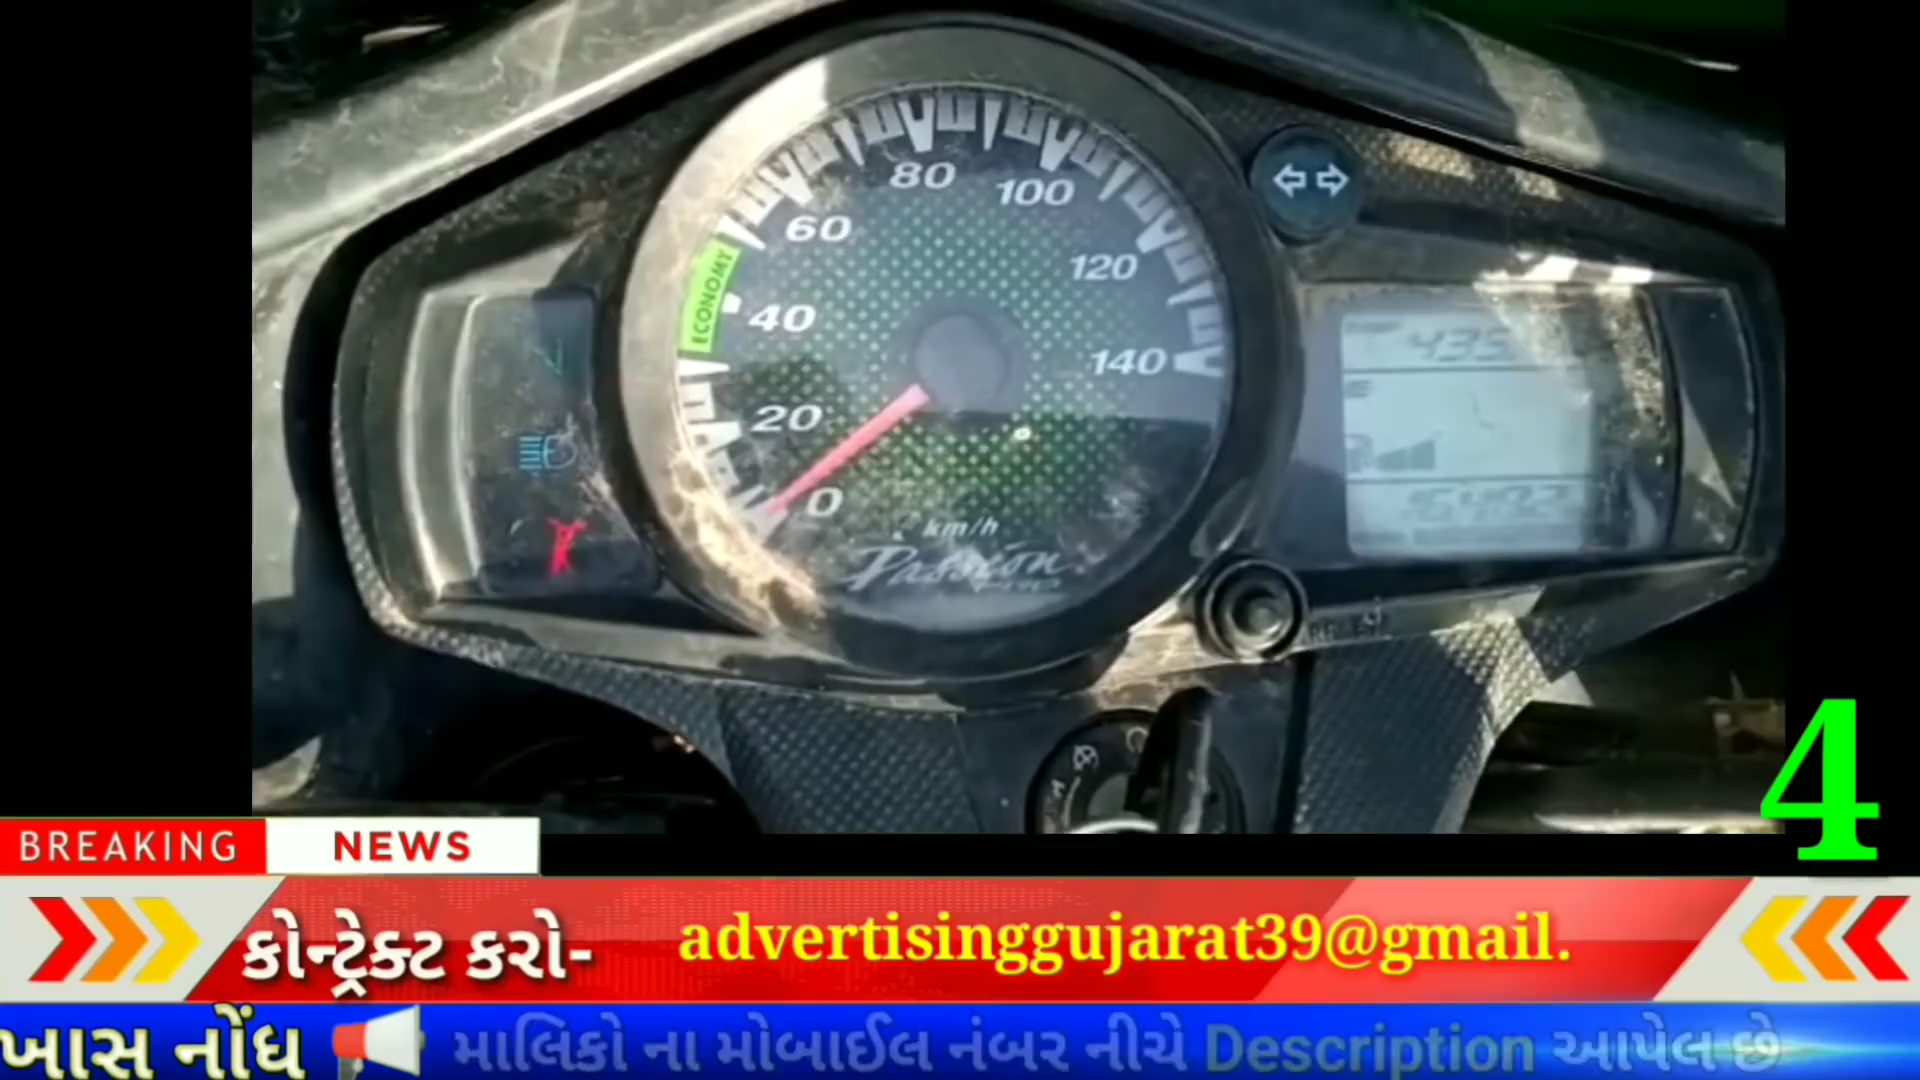 80
100
60
120
ECONOMY
40
140
20
0
km/h
Passion
4
BREAKING NEWS
કોન્ટ્રેક્ટ કરો-
advertisinggujarat39@gmail.
ખાસ નોંધ
માલિકો ના મોબાઈલ નંબર નીચે Description આપેલ છે